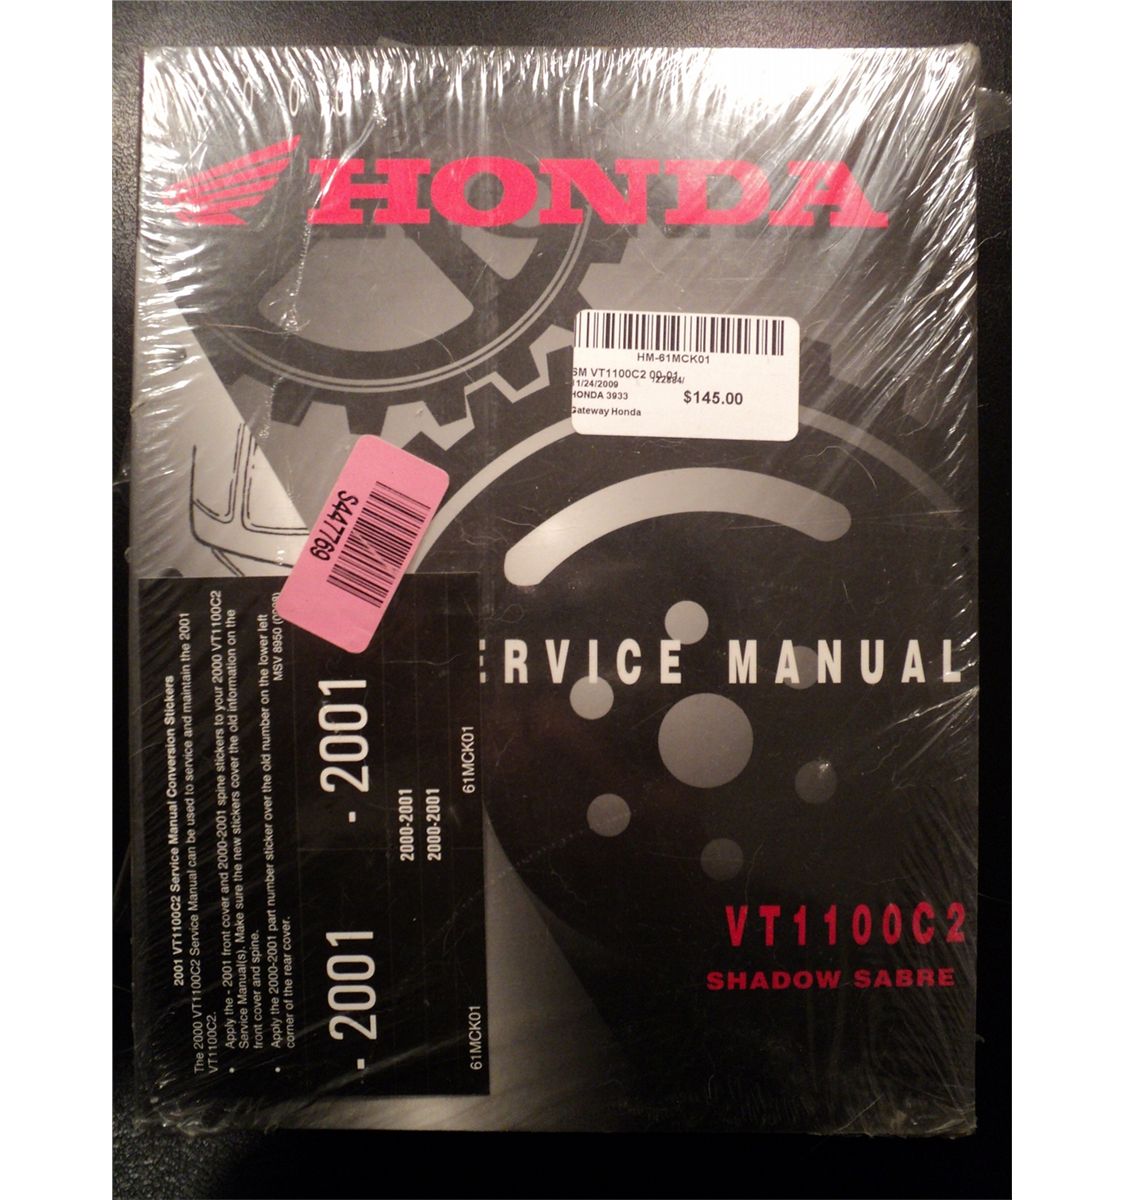 HONDA
HM-61MCK01
SM VT1100C2 00-01
11/24/2009
HONDA 3933
$145.00
Gateway Honda
S447769
ERVICE MANUAL
VT1100C2
SHADOW SABRE
2001 VT1100C2 Service Manual Conversion Stickers
The 2000 VT1100C2 Service Manual can be used to service and maintain the 2001
VT1100C2.
• Apply the - 2001 front cover and 2000-2001 spine stickers to your 2000 VT1100C2
Service Manual(s). Make sure the new stickers cover the old information on the
front cover and spine.
• Apply the 2000-2001 part number sticker over the old number on the lower left
corner of the rear cover.
MSV 8950
- 2001
- 2001
2000-2001
2000-2001
61MCK01
61MCK01